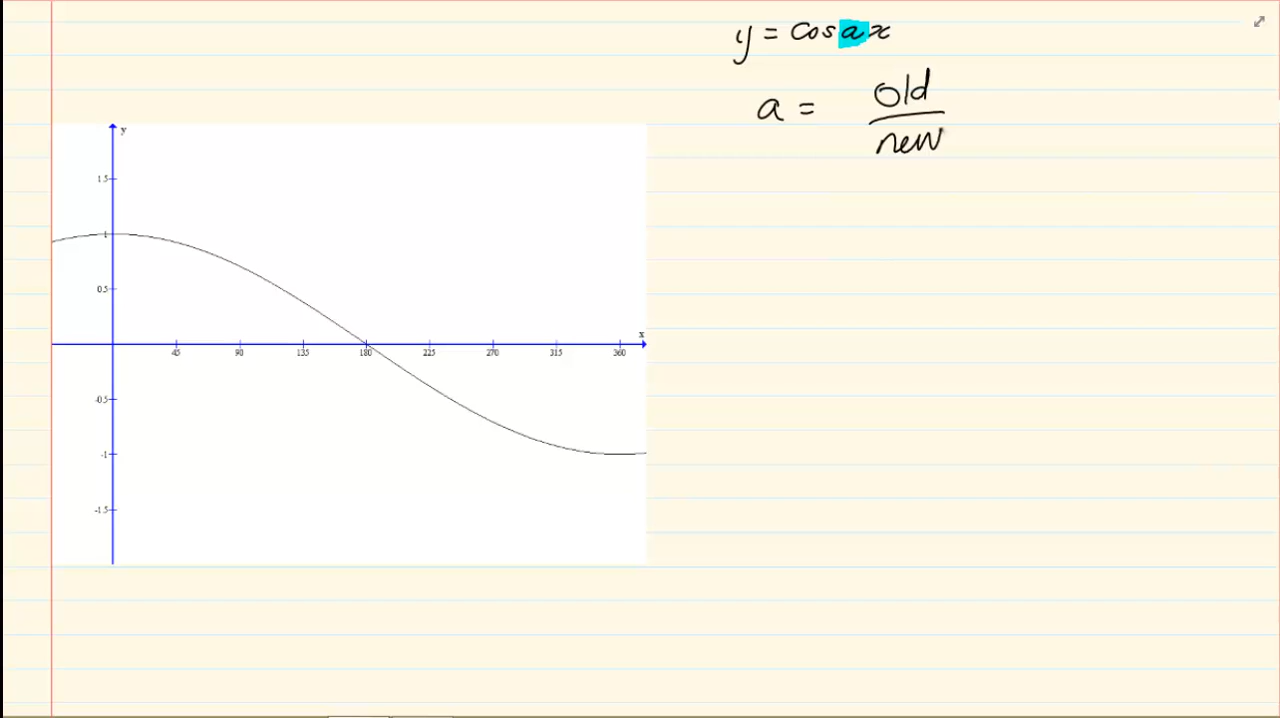 y = cos a x
a = old
new
y
1.5
1
0.5
x
45 90 135 180 225 270 315 360
-0.5
-1
-1.5